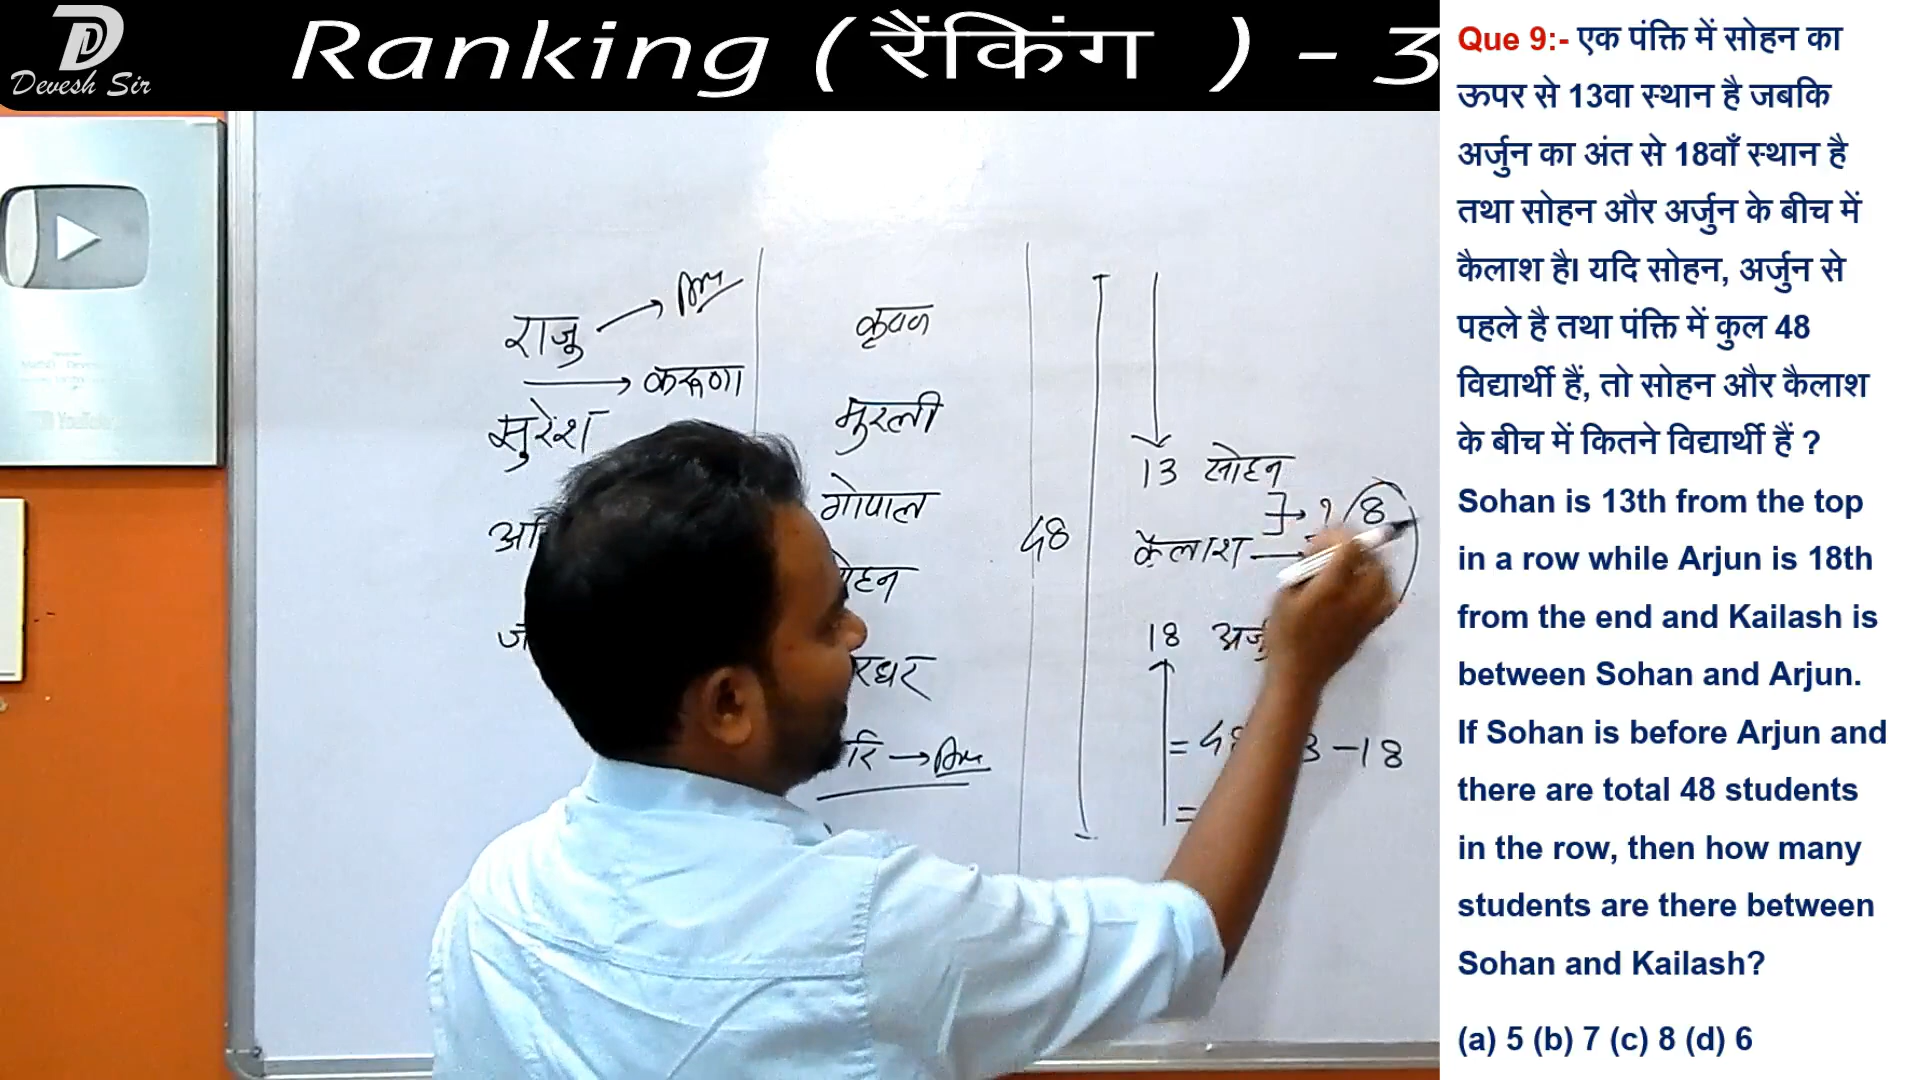 D
Devesh Sir
Ranking ( रैंकिंग ) - 3
Que 9:- एक पंक्ति में सोहन का
ऊपर से 13वा स्थान है जबकि
अर्जुन का अंत से 18वाँ स्थान है
तथा सोहन और अर्जुन के बीच में
कैलाश है। यदि सोहन, अर्जुन से
पहले है तथा पंक्ति में कुल 48
विद्यार्थी हैं, तो सोहन और कैलाश
के बीच में कितने विद्यार्थी हैं ?
Sohan is 13th from the top
in a row while Arjun is 18th
from the end and Kailash is
between Sohan and Arjun.
If Sohan is before Arjun and
there are total 48 students
in the row, then how many
students are there between
Sohan and Kailash?
(a) 5 (b) 7 (c) 8 (d) 6
राजू
करूणा
सुरेश
मुरली
गोपाल
48
13 सोहन
? 8
कैलाश
18
- 18
YouTube